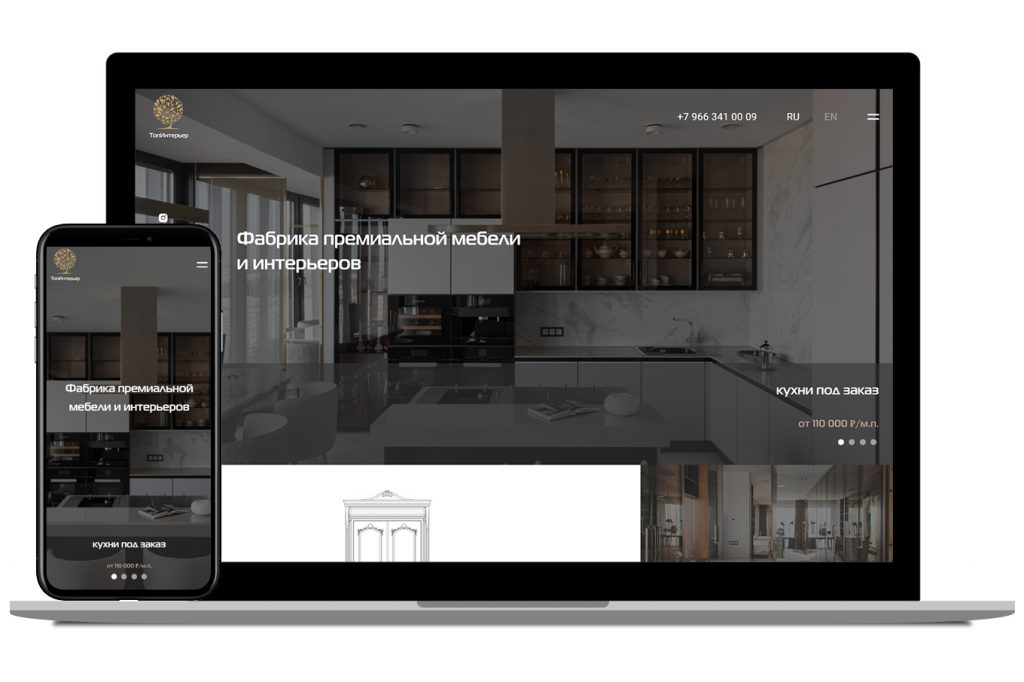 ТопИнтерьер
+7 966 341 00 09
RU
EN
Фабрика премиальной мебели
и интерьеров
кухни под заказ
от 110 000 ₽/м.п.
ТопИнтерьер
Фабрика премиальной
мебели и интерьеров
кухни под заказ
от 110 000 ₽/м.п.